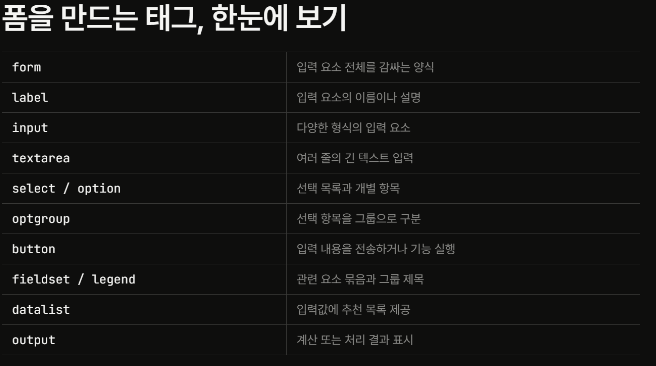 폼을 만드는 태그, 한눈에 보기
form 입력 요소 전체를 감싸는 양식
label 입력 요소의 이름이나 설명
input 다양한 형식의 입력 요소
textarea 여러 줄의 긴 텍스트 입력
select / option 선택 목록과 개별 항목
optgroup 선택 항목을 그룹으로 구분
button 입력 내용을 전송하거나 기능 실행
fieldset / legend 관련 요소 묶음과 그룹 제목
datalist 입력값에 추천 목록 제공
output 계산 또는 처리 결과 표시